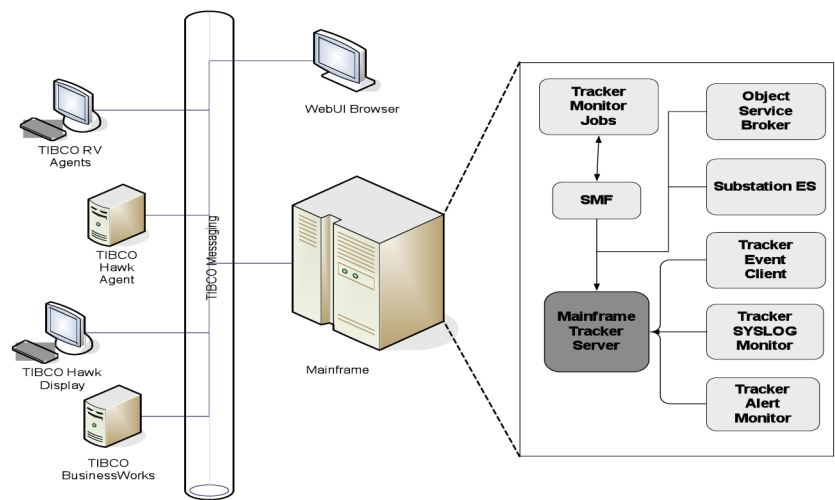 WebUI Browser
TIBCO RV
Agents
TIBCO
Hawk
Agent
TIBCO Messaging
TIBCO Hawk
Display
TIBCO
BusinessWorks
Mainframe
Tracker
Monitor
Jobs
SMF
Mainframe
Tracker
Server
Object
Service
Broker
Substation ES
Tracker
Event
Client
Tracker
SYSLOG
Monitor
Tracker
Alert
Monitor